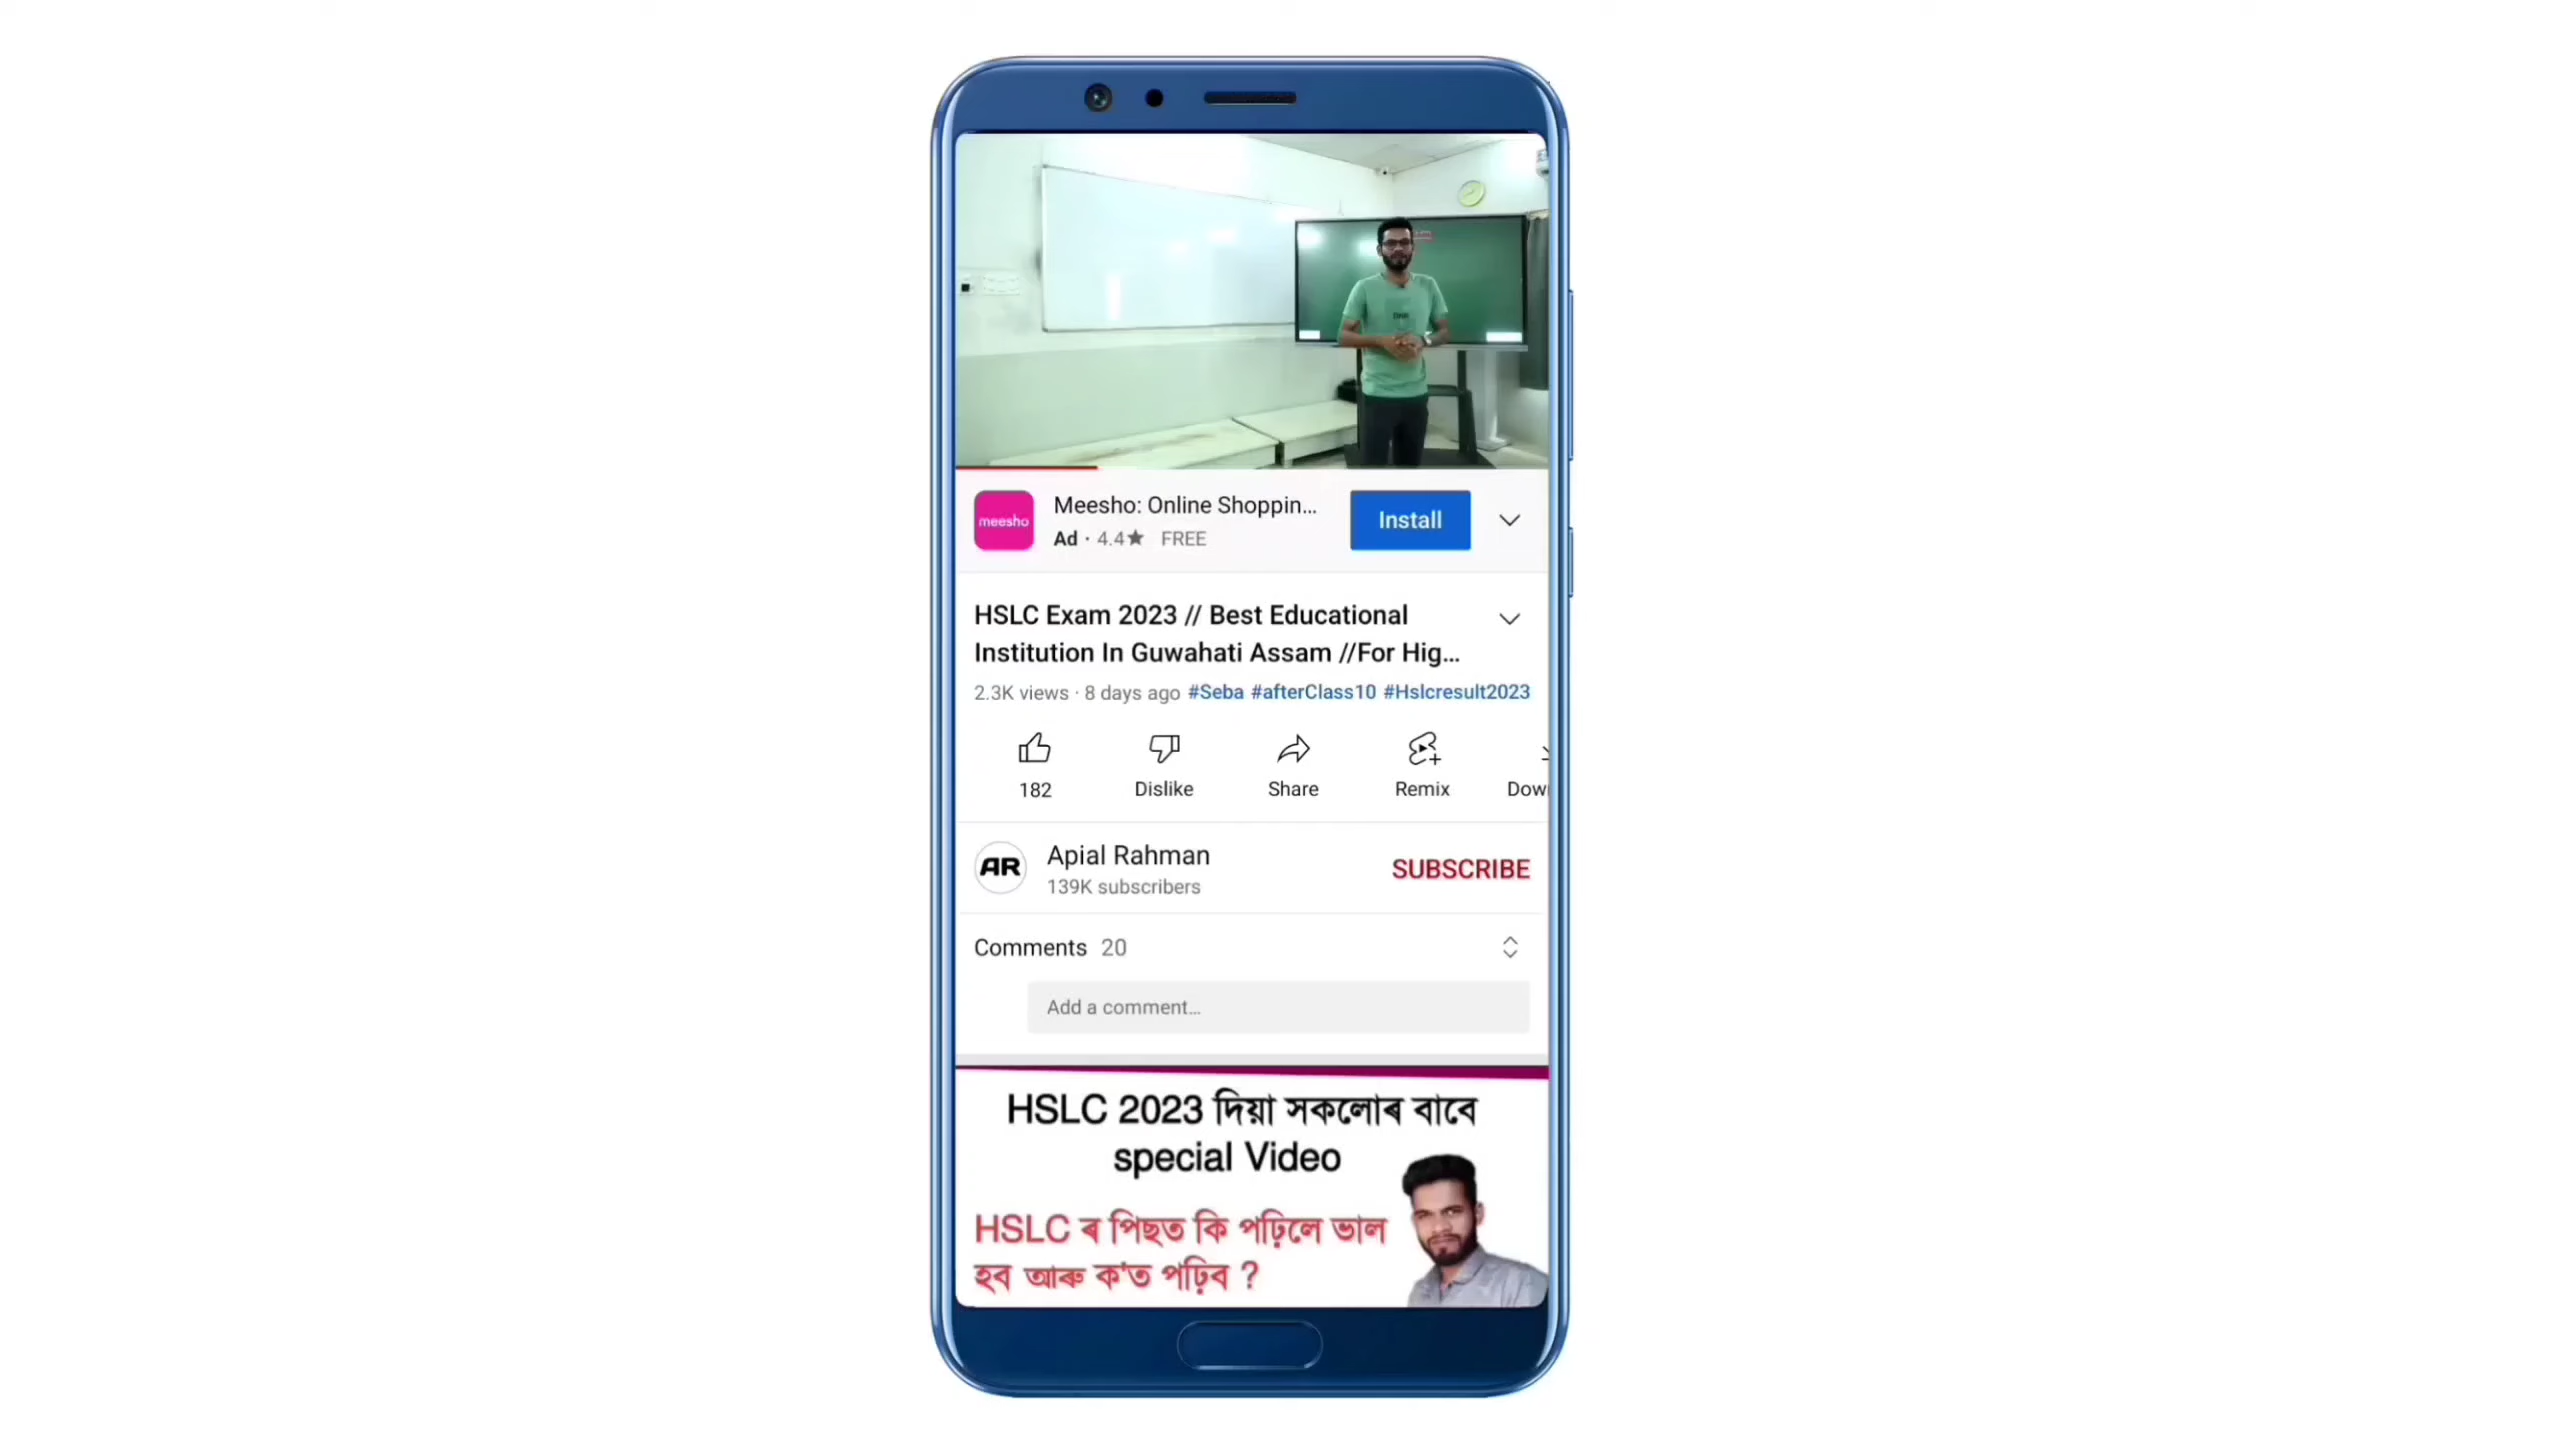 meesho
Meesho: Online Shoppin...
Ad · 4.4★ FREE
Install
HSLC Exam 2023 // Best Educational
Institution In Guwahati Assam //For Hig...
2.3K views · 8 days ago #Seba #afterClass10 #Hslcresult2023
182
Dislike
Share
Remix
Dow
AR
Apial Rahman
139K subscribers
SUBSCRIBE
Comments 20
Add a comment...
HSLC 2023 দিয়া সকলোৰ বাবে
special Video
HSLC ৰ পিছত কি পঢ়িলে ভাল
হব আৰু ক'ত পঢ়িব ?